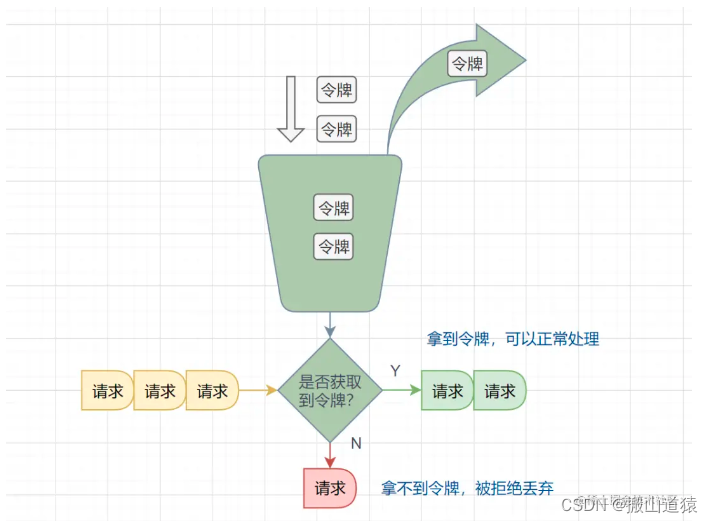 令牌
令牌
令牌
令牌
令牌
拿到令牌，可以正常处理
请求
请求
请求
是否获取
到令牌？
Y
请求
请求
N
请求
拿不到令牌，被拒绝丢弃
CSDN @搬山道猿